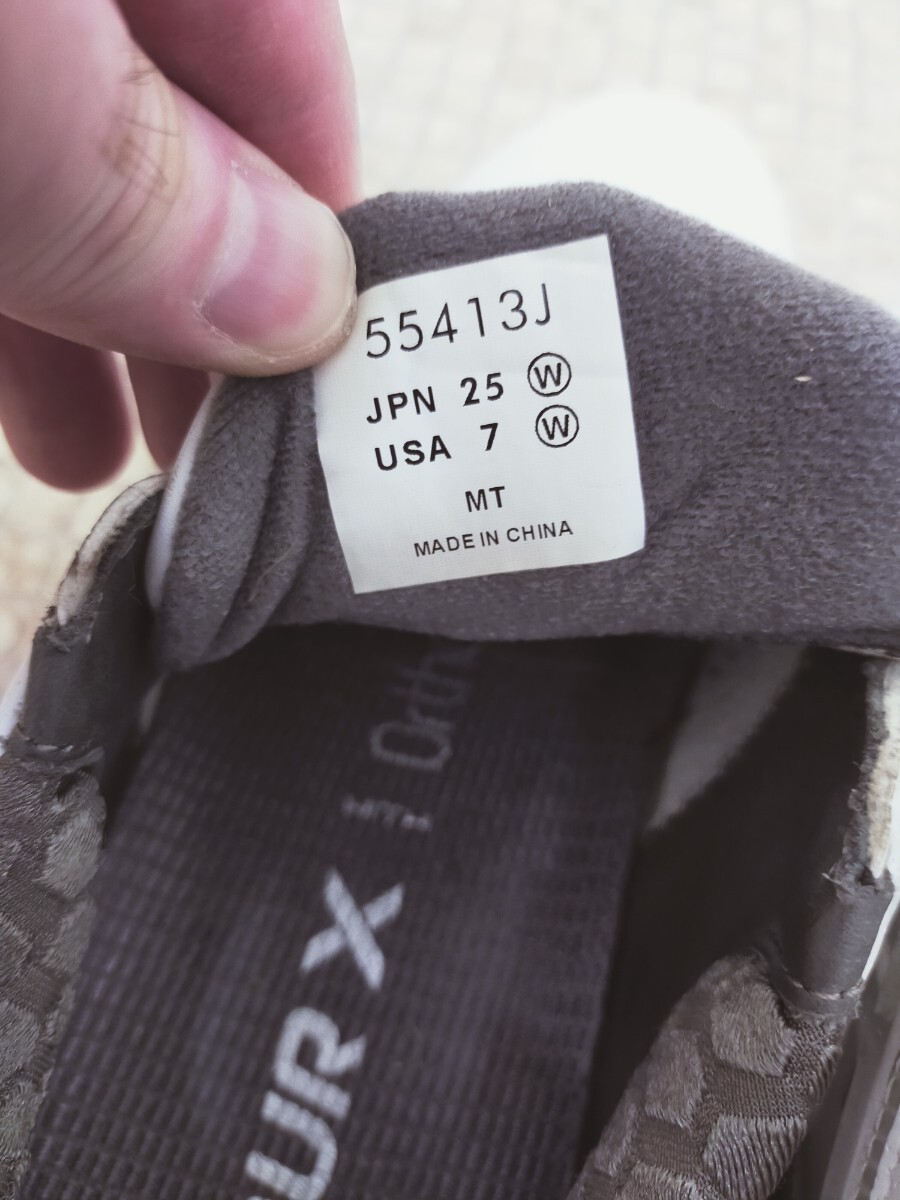 55413J
JPN 25 Ⓦ
USA 7 Ⓦ
MT
MADE IN CHINA
X